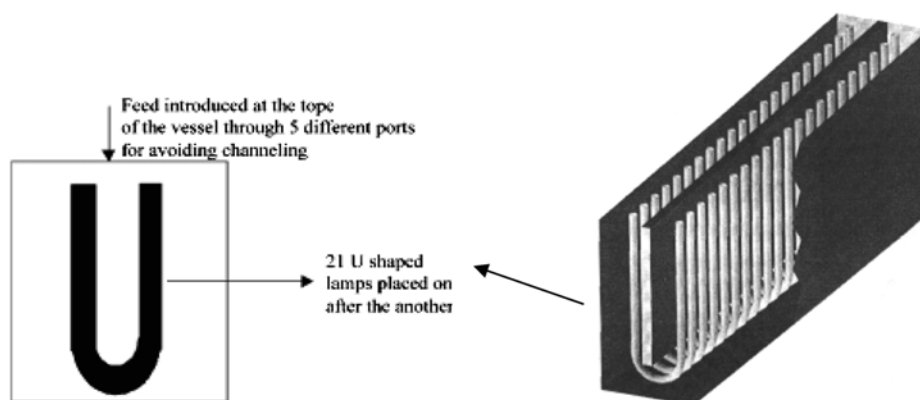 Feed introduced at the tope
of the vessel through 5 different ports
for avoiding channeling
21 U shaped
lamps placed on
after the another